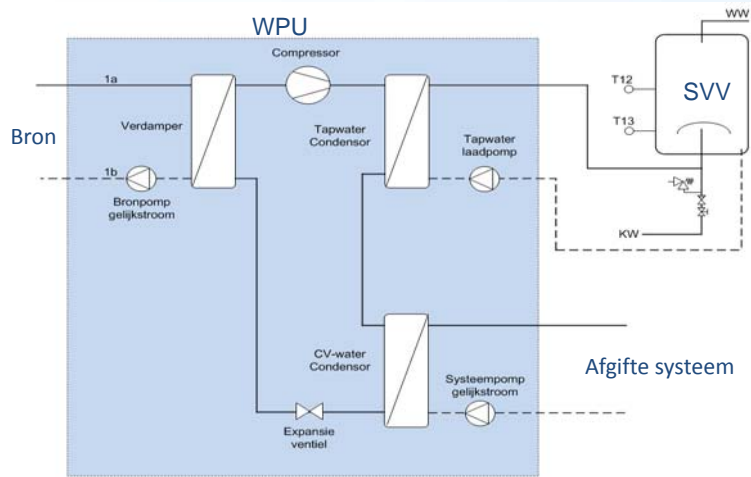 WPU
WW
Compressor
1a
T12
SVV
Bron
Verdamper
Tapwater
Condensor
Tapwater
laadpomp
T13
1b
Bronpomp
gelijkstroom
KW
CV-water
Condensor
Systeempomp
gelijkstroom
Afgifte systeem
Expansie
ventiel